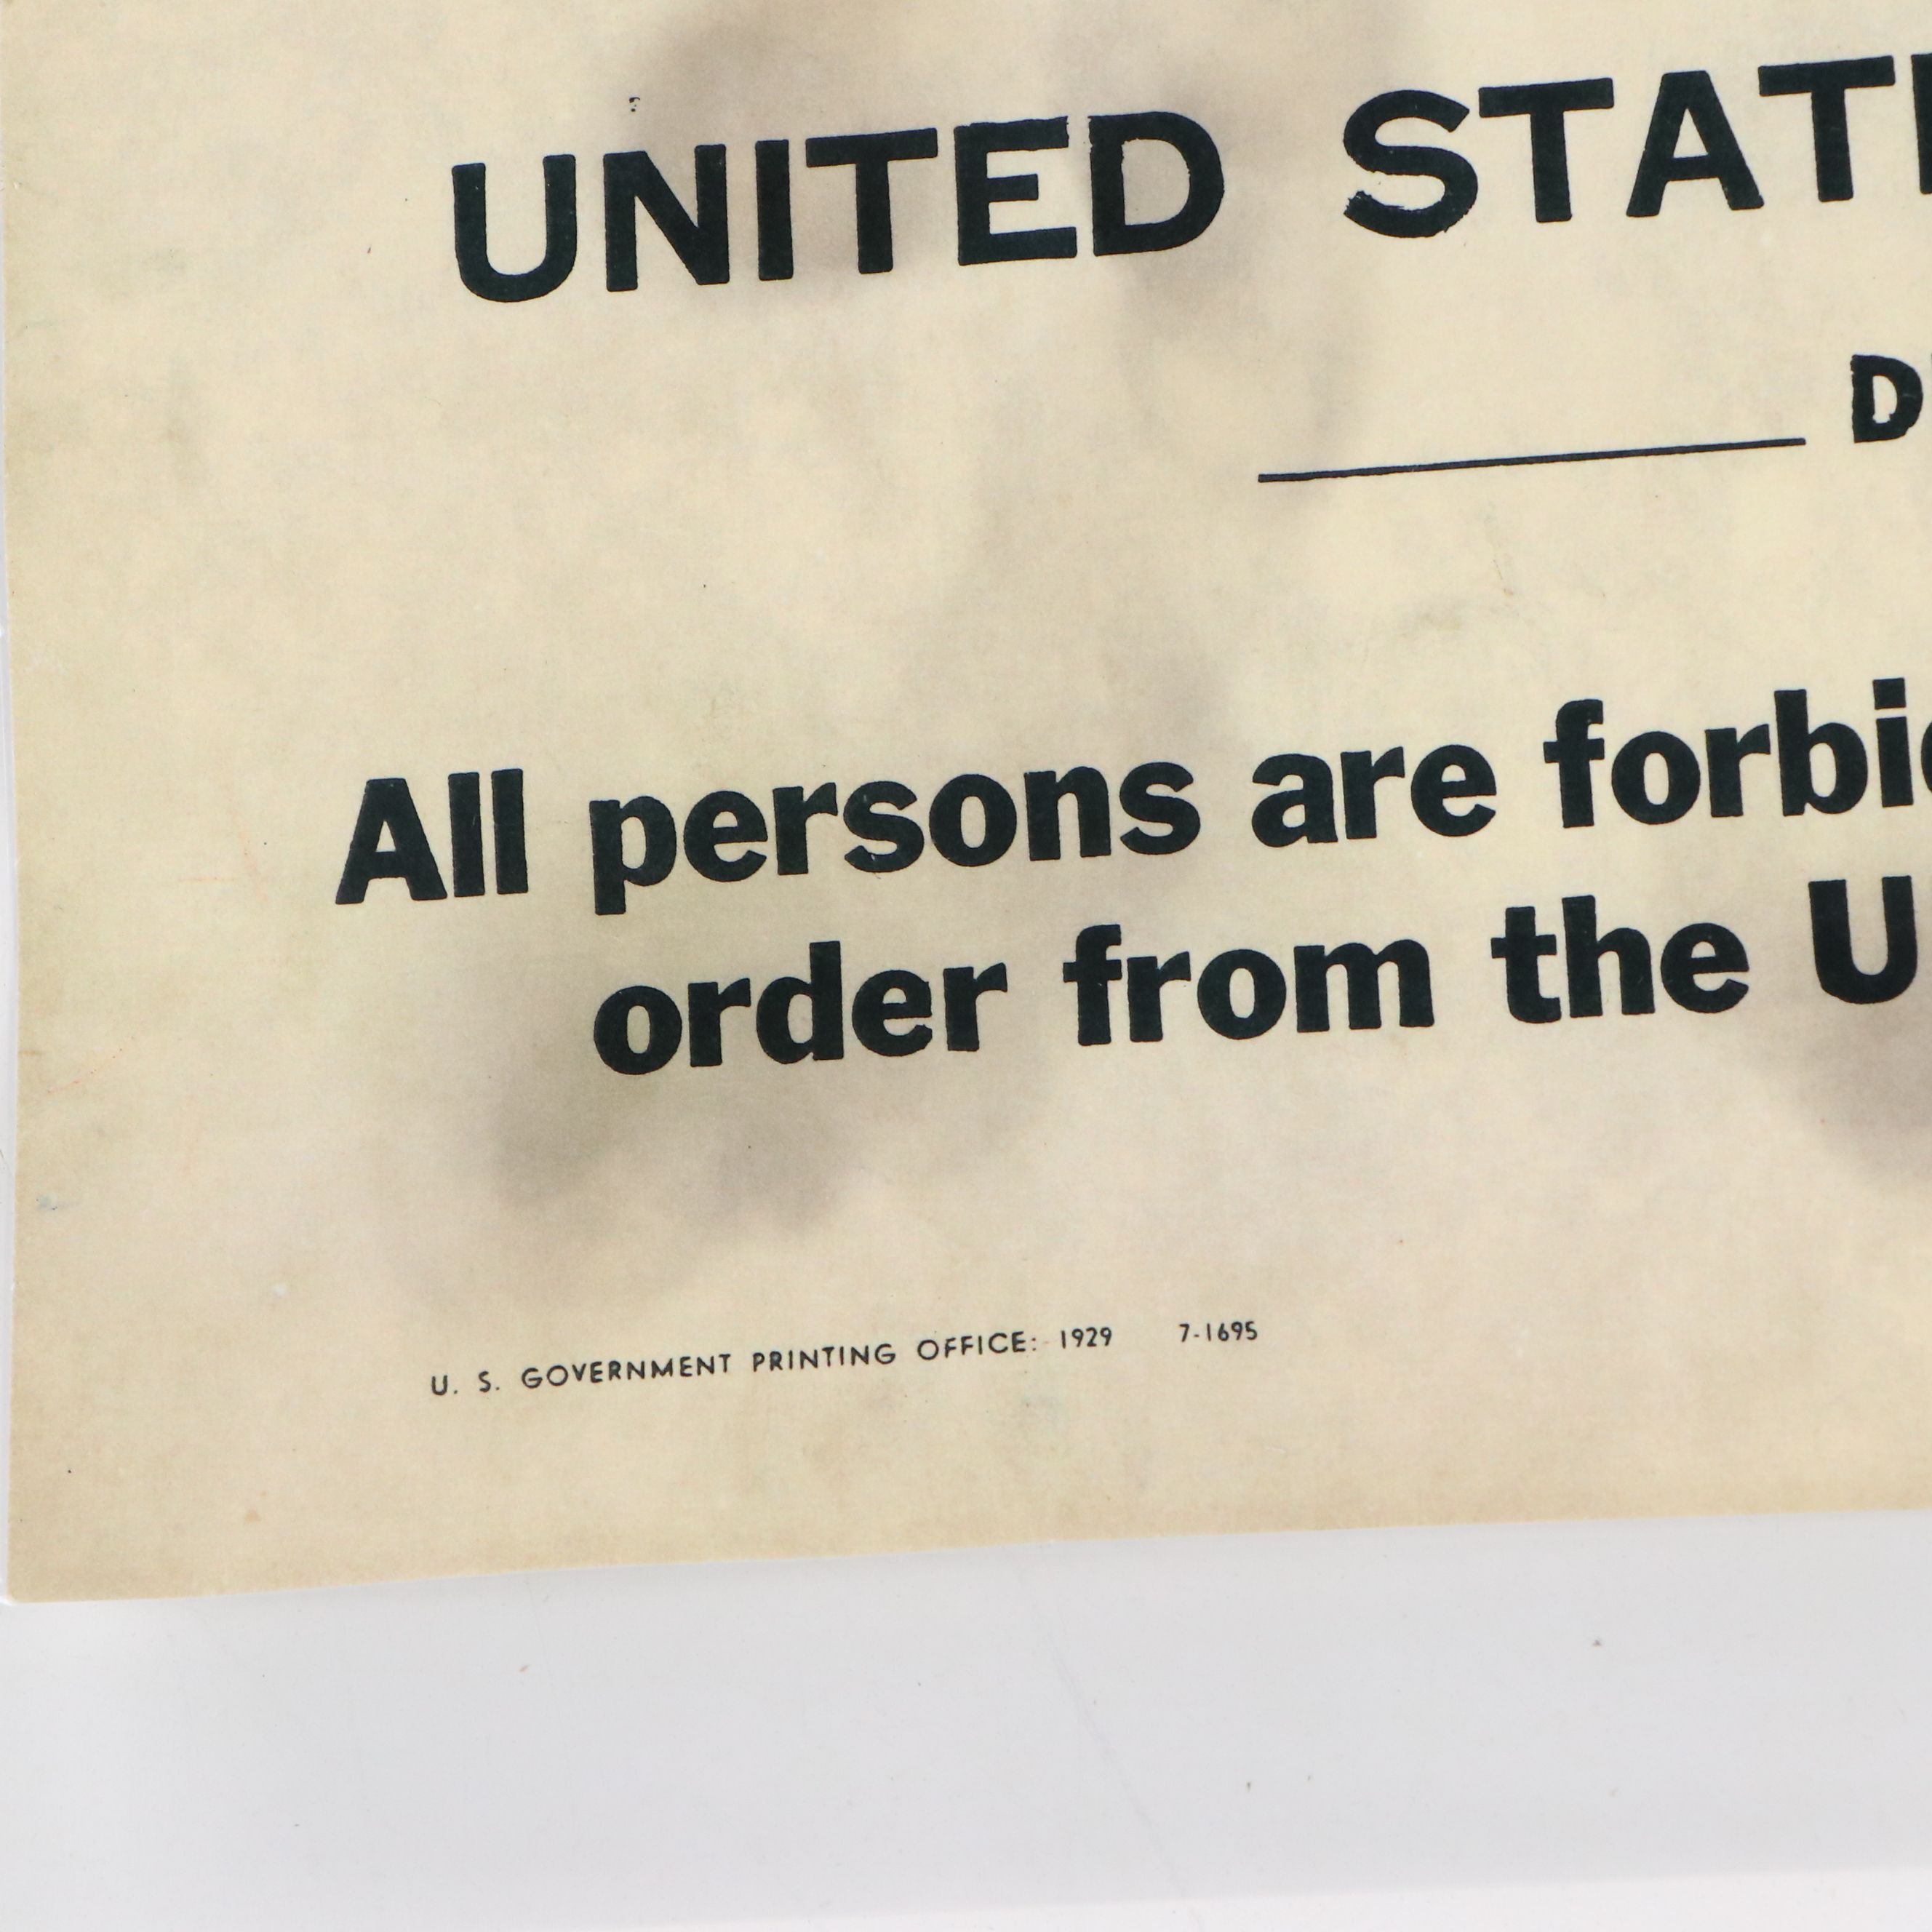 UNITED STAT
D
All persons are forbi
order from the U
U. S. GOVERNMENT PRINTING OFFICE: 1929 7-1695